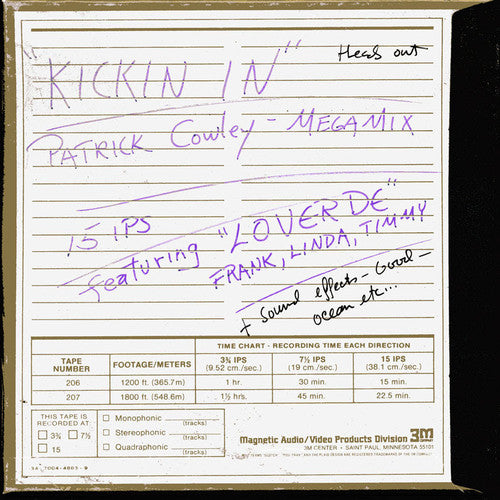 Heads out
"KICKIN IN"
PATRICK Cowley - MEGAMIX
15 IPS
featuring "LOVERDE"
FRANK, LINDA, TIMMY
+ Sound effects - Good -
ocean etc...
TIME CHART - RECORDING TIME EACH DIRECTION
TAPE NUMBER FOOTAGE/METERS 3¾ IPS (9.52 cm./sec.) 7½ IPS (19 cm./sec.) 15 IPS (38.1 cm./sec.)
206 1200 ft. (365.7m) 1 hr. 30 min. 15 min.
207 1800 ft. (548.6m) 1½ hrs. 45 min. 22.5 min.
THIS TAPE IS RECORDED AT:
3¾ 7½
15
Monophonic (tracks)
Stereophonic (tracks)
Quadraphonic (tracks)
Magnetic Audio/Video Products Division 3M
3M CENTER • SAINT PAUL, MINNESOTA 55101